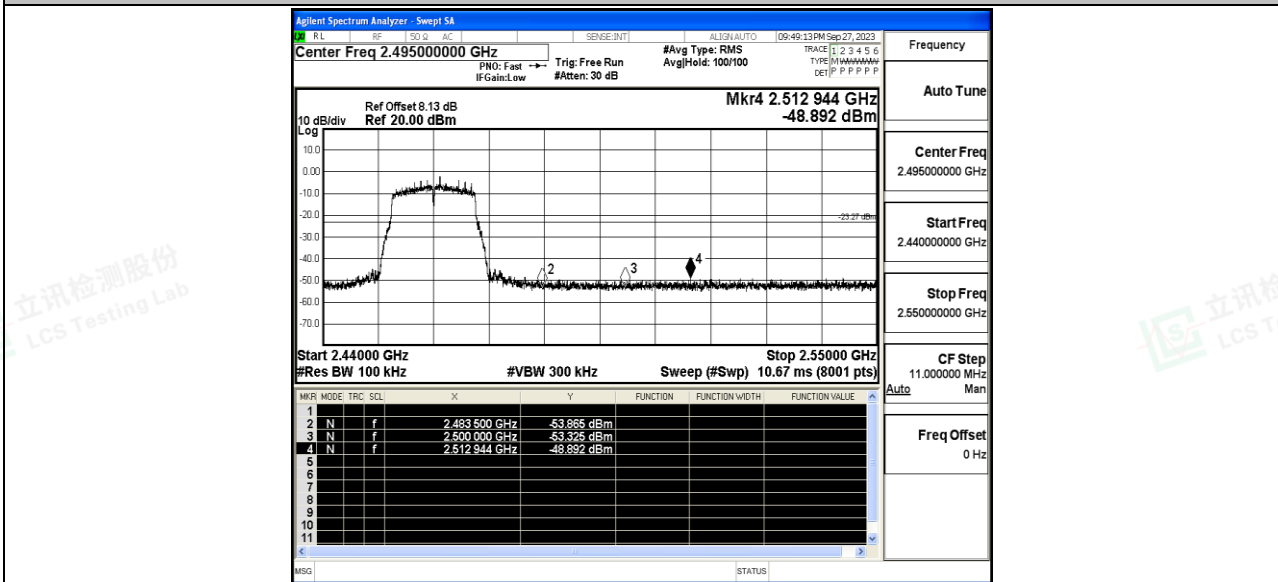 Agilent Spectrum Analyzer - Swept SA
RL RF 50 Ω AC SENSE:INT ALIGNAUTO 09:49:13 PM Sep 27, 2023
Center Freq 2.495000000 GHz
#Avg Type: RMS
TRACE 1 2 3 4 5 6
PNO: Fast
Trig: Free Run
Avg|Hold: 100/100
TYPE M WWWWW
IFGain:Low
#Atten: 30 dB
DET P P P P P P
Frequency
Auto Tune
Mkr4 2.512 944 GHz
-48.892 dBm
Ref Offset 8.13 dB
10 dB/div Ref 20.00 dBm
Log
10.0
0.00
-10.0
-20.0
-30.0
-40.0
-50.0
-60.0
-70.0
-23.27 dBm
2
3
4
Center Freq
2.495000000 GHz
Start Freq
2.440000000 GHz
Stop Freq
2.550000000 GHz
CF Step
11.000000 MHz
Auto Man
Freq Offset
0 Hz
Start 2.44000 GHz Stop 2.55000 GHz
#Res BW 100 kHz #VBW 300 kHz Sweep (#Swp) 10.67 ms (8001 pts)
MKR MODE TRC SCL X Y FUNCTION FUNCTION WIDTH FUNCTION VALUE
1
2 N f 2.483 500 GHz -53.865 dBm
3 N f 2.500 000 GHz -53.325 dBm
4 N f 2.512 944 GHz -48.892 dBm
5
6
7
8
9
10
11
MSG STATUS
立讯检测股份
LCS Testing Lab
立讯检
LCS T